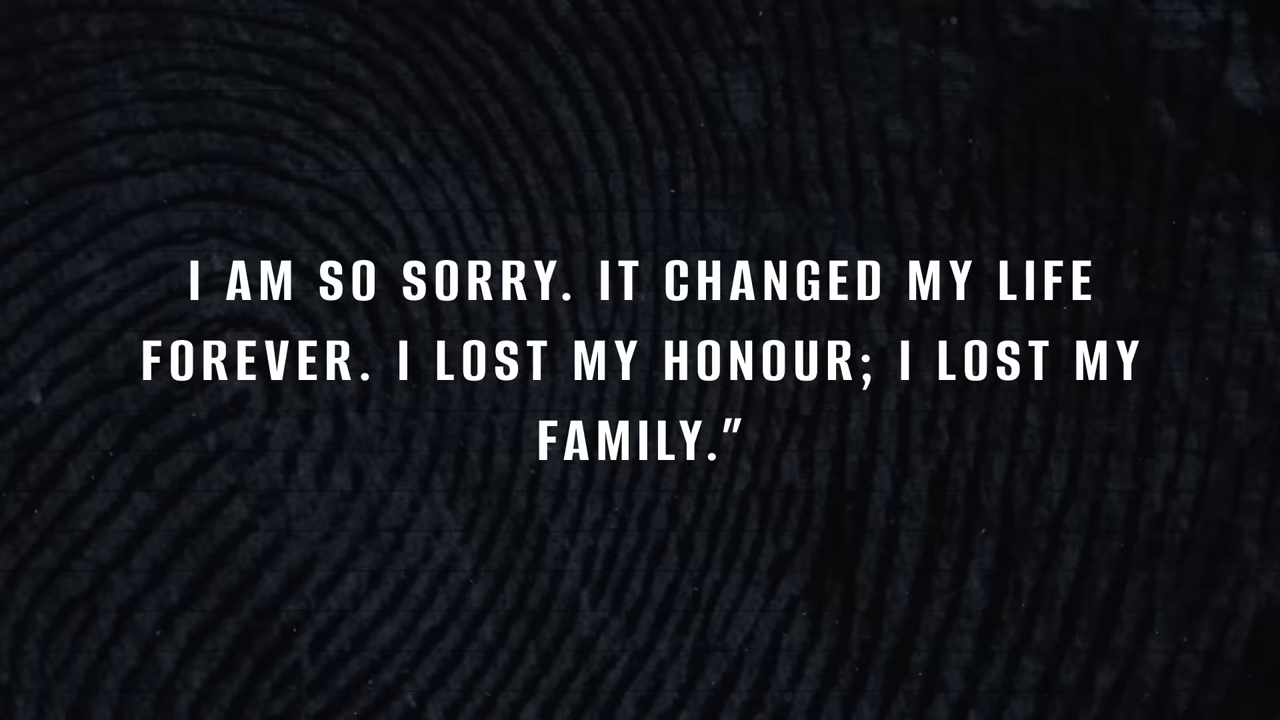 I AM SO SORRY. IT CHANGED MY LIFE
FOREVER. I LOST MY HONOUR; I LOST MY
FAMILY.”